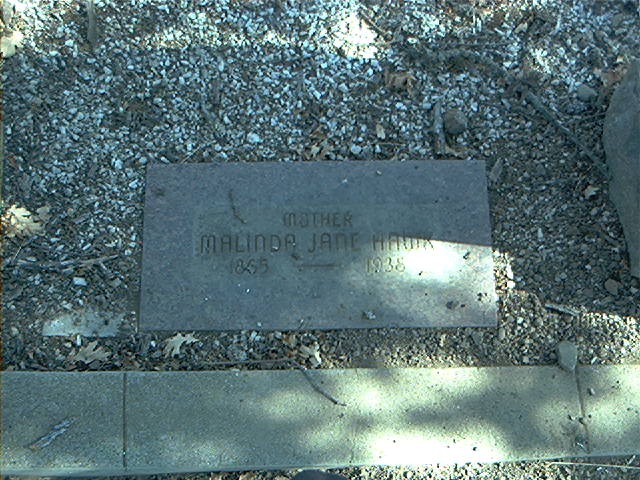 MOTHER
MALINDA JANE HAWK
1865 — 1938